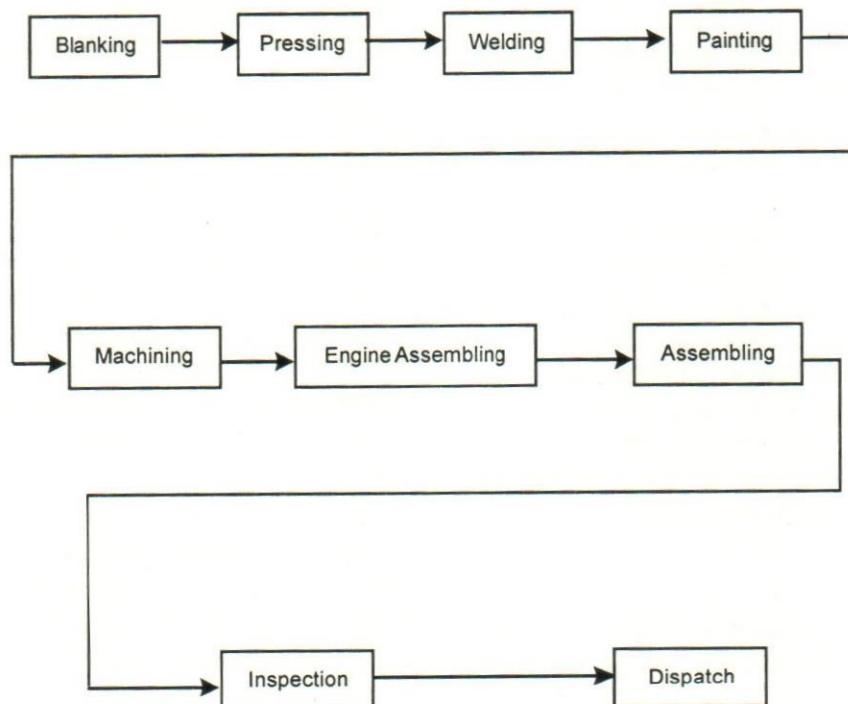 Blanking
Pressing
Welding
Painting
Machining
Engine Assembling
Assembling
Inspection
Dispatch